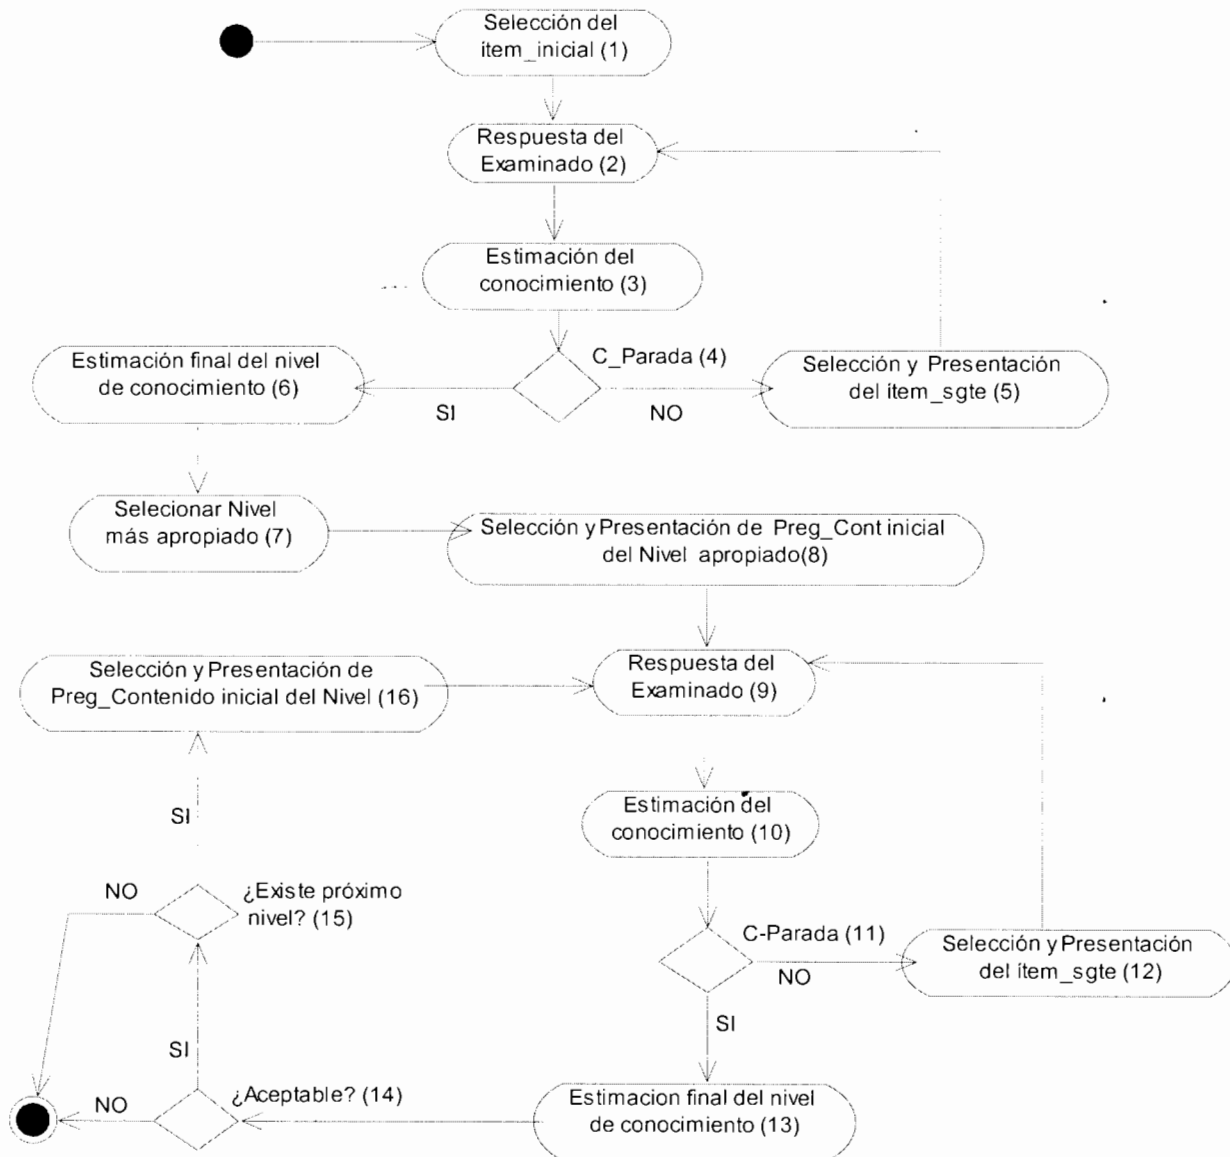 Selección del
ítem_inicial (1)
Respuesta del
Examinado (2)
Estimación del
conocimiento (3)
C_Parada (4)
Estimación final del nivel
de conocimiento (6)
SI
NO
Selección y Presentación
del ítem_sgte (5)
Selecionar Nivel
más apropiado (7)
Selección y Presentación de Preg_Cont inicial
del Nivel apropiado(8)
Selección y Presentación de
Preg_Contenido inicial del Nivel (16)
Respuesta del
Examinado (9)
SI
Estimación del
conocimiento (10)
NO
¿Existe próximo
nivel? (15)
C-Parada (11)
NO
Selección y Presentación
del ítem_sgte (12)
SI
SI
NO
¿Aceptable? (14)
Estimacion final del nivel
de conocimiento (13)